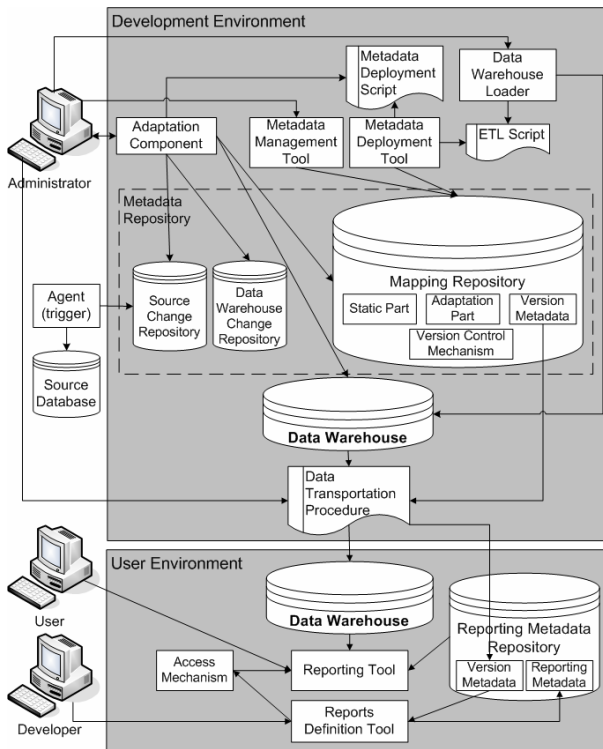 Development Environment
Metadata
Deployment
Script
Data
Warehouse
Loader
Adaptation
Component
Metadata
Management
Tool
Metadata
Deployment
Tool
ETL Script
Administrator
Metadata
Repository
Mapping Repository
Static Part
Adaptation
Part
Version
Metadata
Version Control
Mechanism
Source
Change
Repository
Data
Warehouse
Change
Repository
Agent
(trigger)
Source
Database
Data Warehouse
Data
Transportation
Procedure
User Environment
User
Data Warehouse
Reporting Metadata
Repository
Version
Metadata
Reporting
Metadata
Access
Mechanism
Reporting Tool
Reports
Definition Tool
Developer